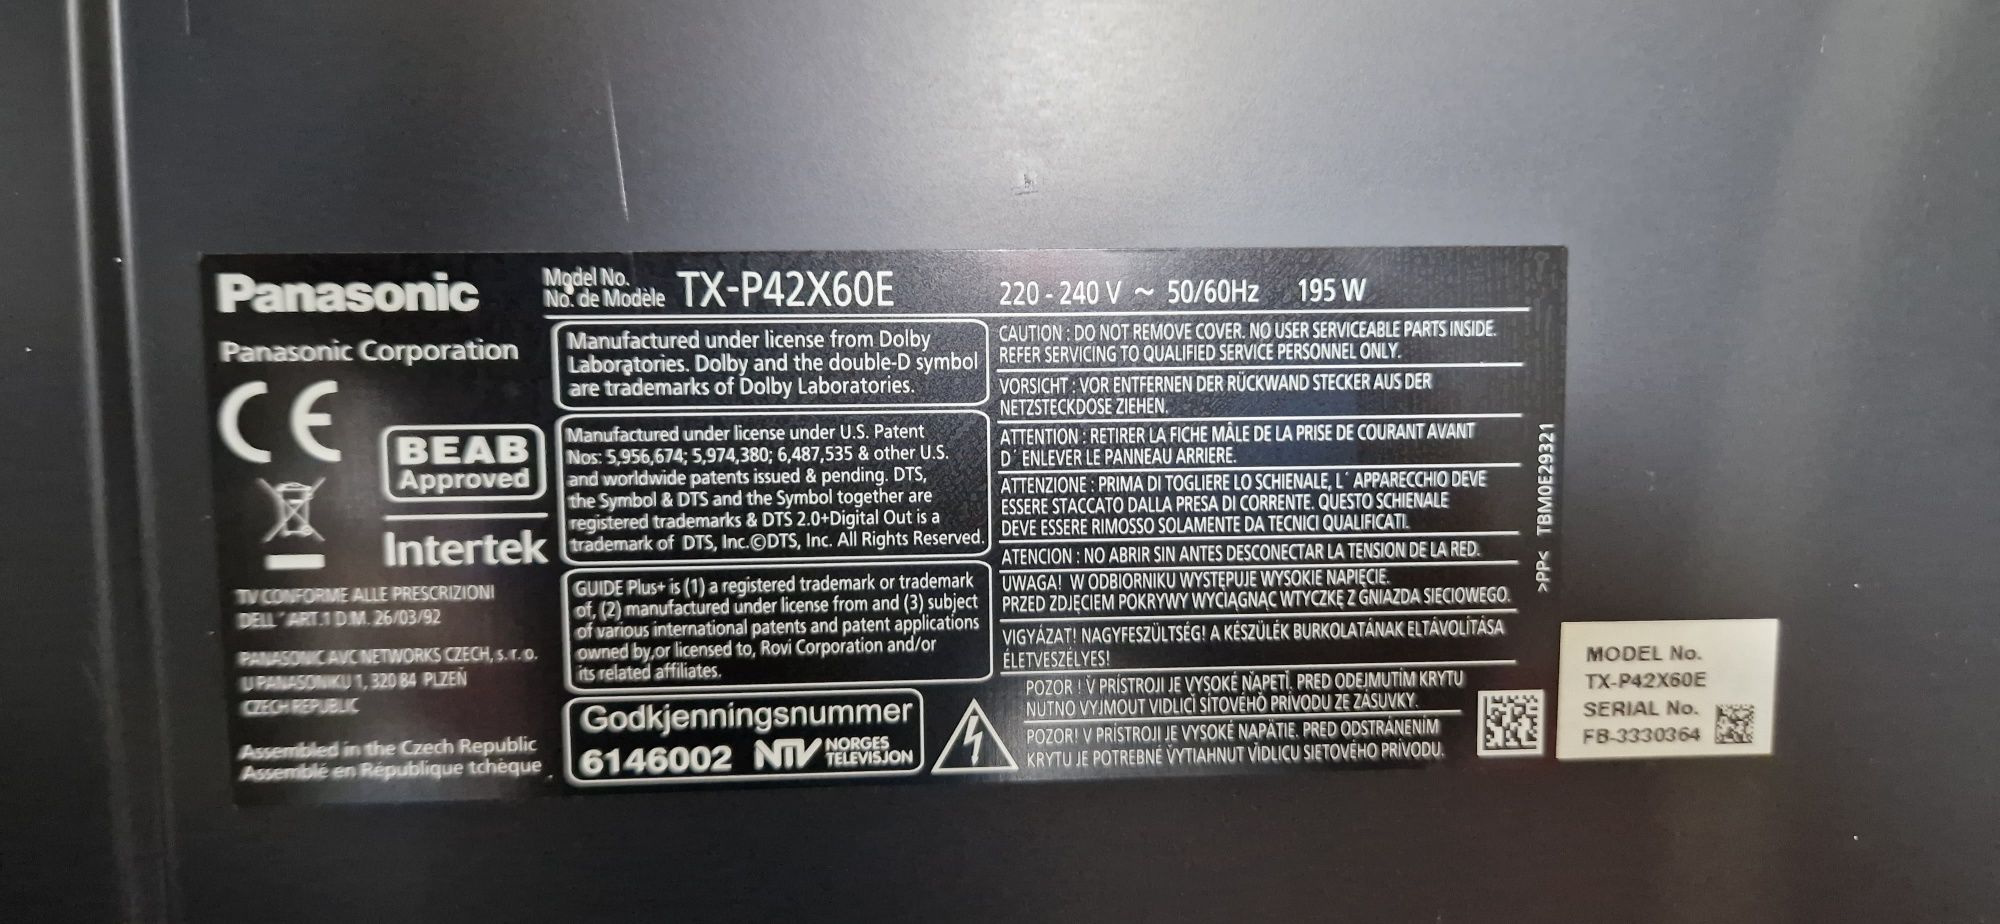 Panasonic
Panasonic Corporation
CE
BEAB
Approved
Intertek
TV CONFORME ALLE PRESCRIZIONI
DELL´ART.1 D.M. 26/03/92
PANASONIC AVC NETWORKS CZECH, s. r. o.
U PANASONIKU 1, 320 84 PLZEŇ
CZECH REPUBLIC
Assembled in the Czech Republic
Assemblé en République tchèque
Model No.
No. de Modèle
TX-P42X60E
220 - 240 V ~ 50/60Hz 195 W
Manufactured under license from Dolby
Laboratories. Dolby and the double-D symbol
are trademarks of Dolby Laboratories.
Manufactured under license under U.S. Patent
Nos: 5,956,674; 5,974,380; 6,487,535 & other U.S.
and worldwide patents issued & pending. DTS,
the Symbol & DTS and the Symbol together are
registered trademarks & DTS 2.0+Digital Out is a
trademark of DTS, Inc.©DTS, Inc. All Rights Reserved.
GUIDE Plus+ is (1) a registered trademark or trademark
of, (2) manufactured under license from and (3) subject
of various international patents and patent applications
owned by,or licensed to, Rovi Corporation and/or
its related affiliates.
Godkjenningsnummer
6146002 NTV NORGES
TELEVISJON
CAUTION : DO NOT REMOVE COVER. NO USER SERVICEABLE PARTS INSIDE.
REFER SERVICING TO QUALIFIED SERVICE PERSONNEL ONLY.
VORSICHT : VOR ENTFERNEN DER RÜCKWAND STECKER AUS DER
NETZSTECKDOSE ZIEHEN.
ATTENTION : RETIRER LA FICHE MÂLE DE LA PRISE DE COURANT AVANT
D´ENLEVER LE PANNEAU ARRIERE.
ATTENZIONE : PRIMA DI TOGLIERE LO SCHIENALE, L´APPARECCHIO DEVE
ESSERE STACCATO DALLA PRESA DI CORRENTE. QUESTO SCHIENALE
DEVE ESSERE RIMOSSO SOLAMENTE DA TECNICI QUALIFICATI.
ATENCION : NO ABRIR SIN ANTES DESCONECTAR LA TENSION DE LA RED.
UWAGA! W ODBIORNIKU WYSTĘPUJE WYSOKIE NAPIĘCIE.
PRZED ZDJĘCIEM POKRYWY WYCIĄGNĄĆ WTYCZKĘ Z GNIAZDA SIECIOWEGO.
VIGYÁZAT! NAGYFESZÜLTSÉG! A KÉSZÜLÉK BURKOLATÁNAK ELTÁVOLÍTÁSA
ÉLETVESZÉLYES!
POZOR ! V PRÍSTROJI JE VYSOKÉ NAPETÍ. PRED ODEJMUTÍM KRYTU
NUTNO VYJMOUT VIDLICI SÍTOVÉHO PRÍVODU ZE ZÁSUVKY.
POZOR! V PRÍSTROJI JE VYSOKÉ NAPÄTIE. PRED ODSTRÁNENÍM
KRYTU JE POTREBNÉ VYTIAHNUT VIDLICU SIETOVÉHO PRÍVODU.
>PP< TBM0E29321
MODEL No.
TX-P42X60E
SERIAL No.
FB-3330364